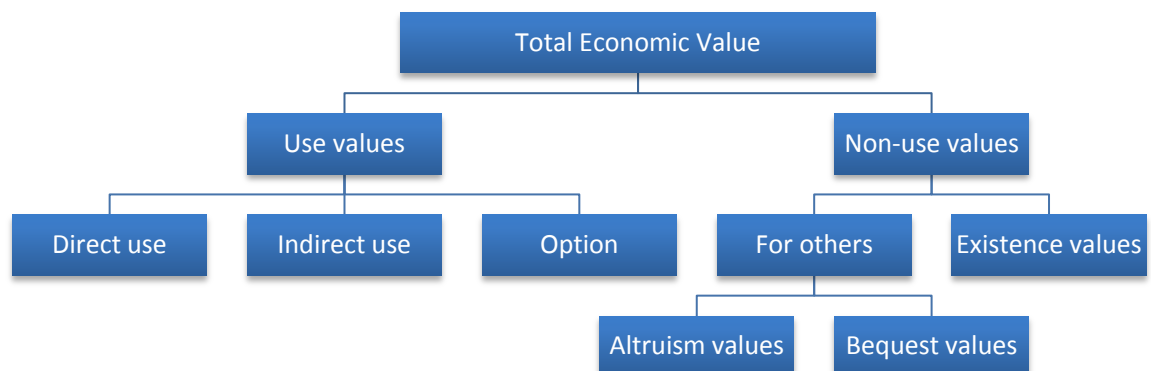 Total Economic Value
Use values
Non-use values
Direct use
Indirect use
Option
For others
Existence values
Altruism values
Bequest values